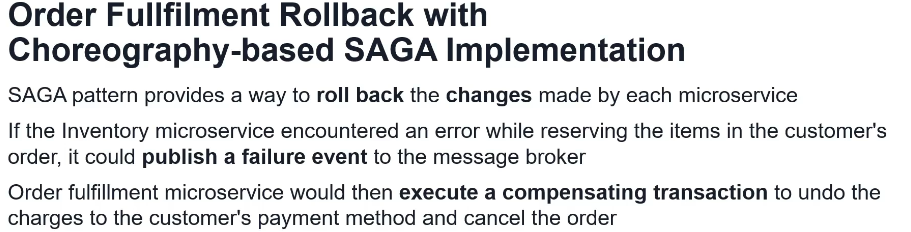 Order Fullfilment Rollback with
Choreography-based SAGA Implementation
SAGA pattern provides a way to roll back the changes made by each microservice
If the Inventory microservice encountered an error while reserving the items in the customer's
order, it could publish a failure event to the message broker
Order fulfillment microservice would then execute a compensating transaction to undo the
charges to the customer's payment method and cancel the order